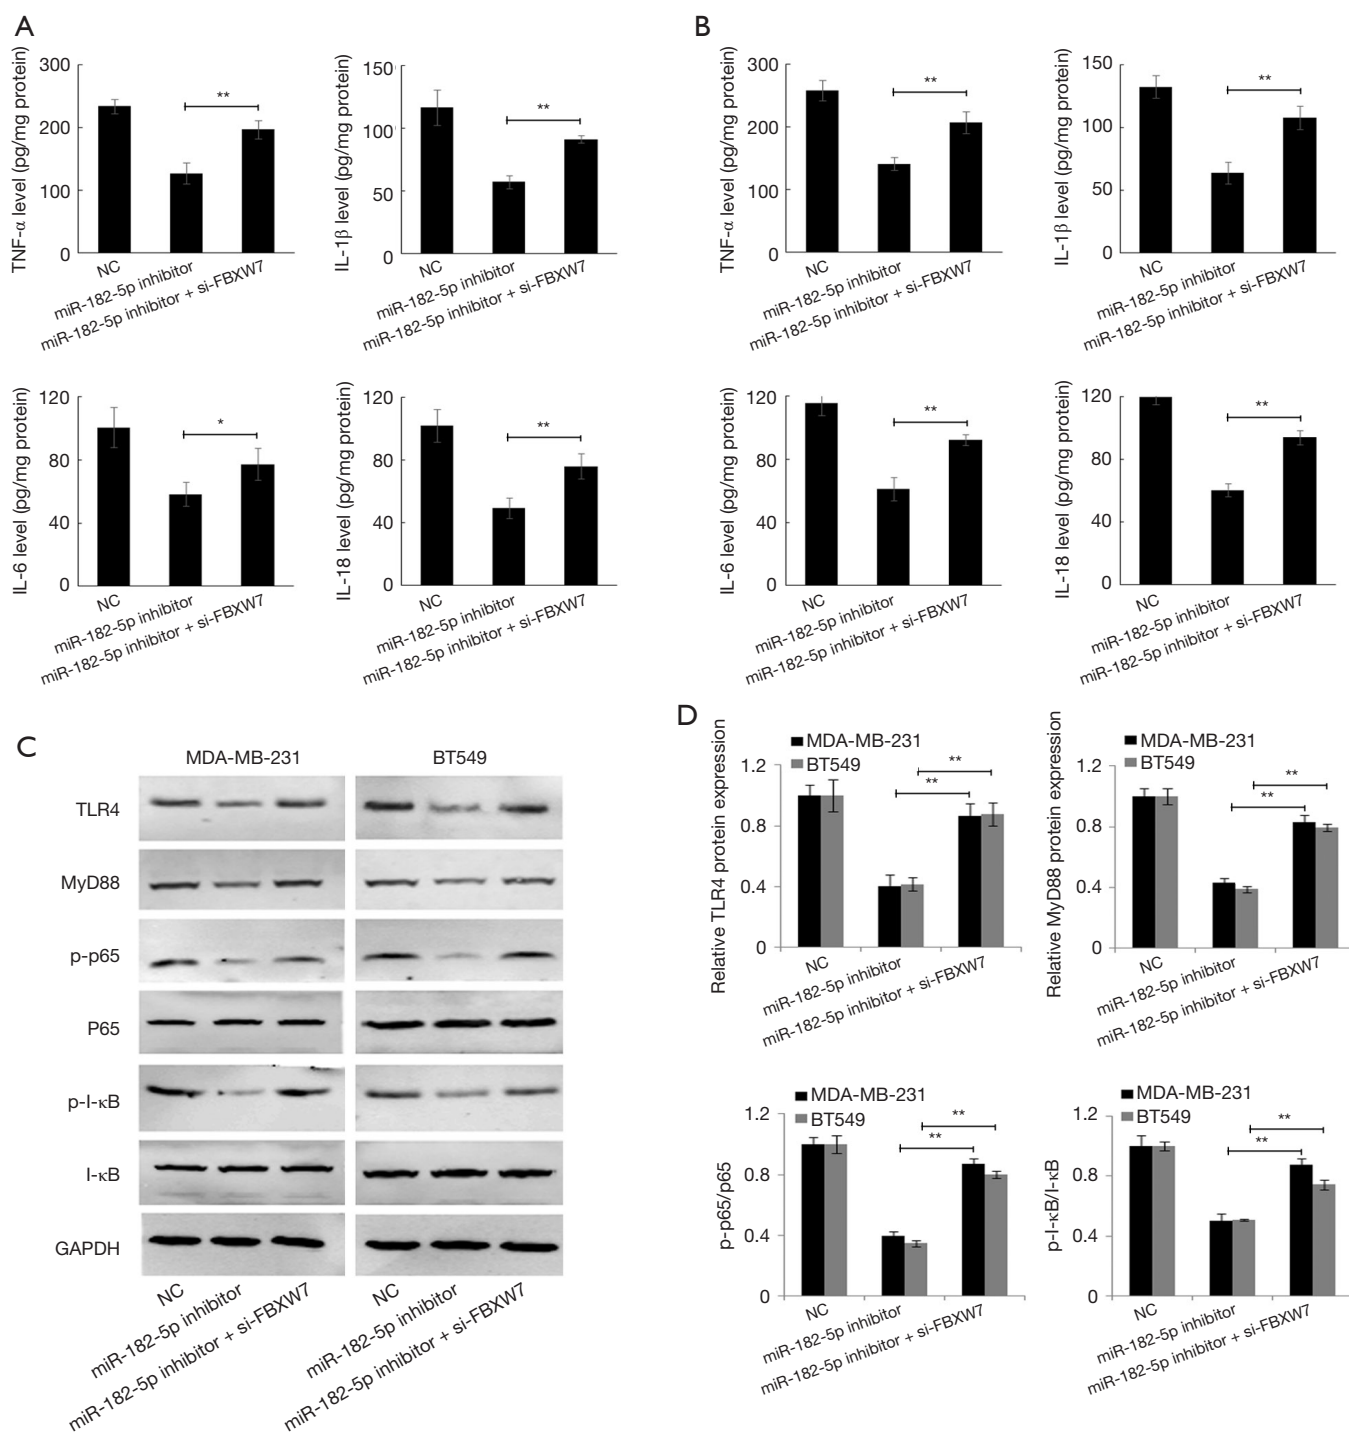 A
TNF-α level (pg/mg protein)
300
200
100
0
**
NC
miR-182-5p inhibitor
miR-182-5p inhibitor + si-FBXW7
IL-1β level (pg/mg protein)
150
100
50
0
**
NC
miR-182-5p inhibitor
miR-182-5p inhibitor + si-FBXW7
IL-6 level (pg/mg protein)
120
80
40
0
*
NC
miR-182-5p inhibitor
miR-182-5p inhibitor + si-FBXW7
IL-18 level (pg/mg protein)
120
80
40
0
**
NC
miR-182-5p inhibitor
miR-182-5p inhibitor + si-FBXW7
B
TNF-α level (pg/mg protein)
300
200
100
0
**
NC
miR-182-5p inhibitor
miR-182-5p inhibitor + si-FBXW7
IL-1β level (pg/mg protein)
150
100
50
0
**
NC
miR-182-5p inhibitor
miR-182-5p inhibitor + si-FBXW7
IL-6 level (pg/mg protein)
120
80
40
0
**
NC
miR-182-5p inhibitor
miR-182-5p inhibitor + si-FBXW7
IL-18 level (pg/mg protein)
120
80
40
0
**
NC
miR-182-5p inhibitor
miR-182-5p inhibitor + si-FBXW7
C
MDA-MB-231
BT549
TLR4
MyD88
p-p65
P65
p-I-κB
I-κB
GAPDH
NC
miR-182-5p inhibitor
miR-182-5p inhibitor + si-FBXW7
NC
miR-182-5p inhibitor
miR-182-5p inhibitor + si-FBXW7
D
Relative TLR4 protein expression
MDA-MB-231
BT549
1.2
0.8
0.4
0
**
**
NC
miR-182-5p inhibitor
miR-182-5p inhibitor + si-FBXW7
Relative MyD88 protein expression
MDA-MB-231
BT549
1.2
0.8
0.4
0
**
**
NC
miR-182-5p inhibitor
miR-182-5p inhibitor + si-FBXW7
p-p65/p65
MDA-MB-231
BT549
1.2
0.8
0.4
0
**
**
NC
miR-182-5p inhibitor
miR-182-5p inhibitor + si-FBXW7
p-I-κB/I-κB
MDA-MB-231
BT549
1.2
0.8
0.4
0
**
**
NC
miR-182-5p inhibitor
miR-182-5p inhibitor + si-FBXW7